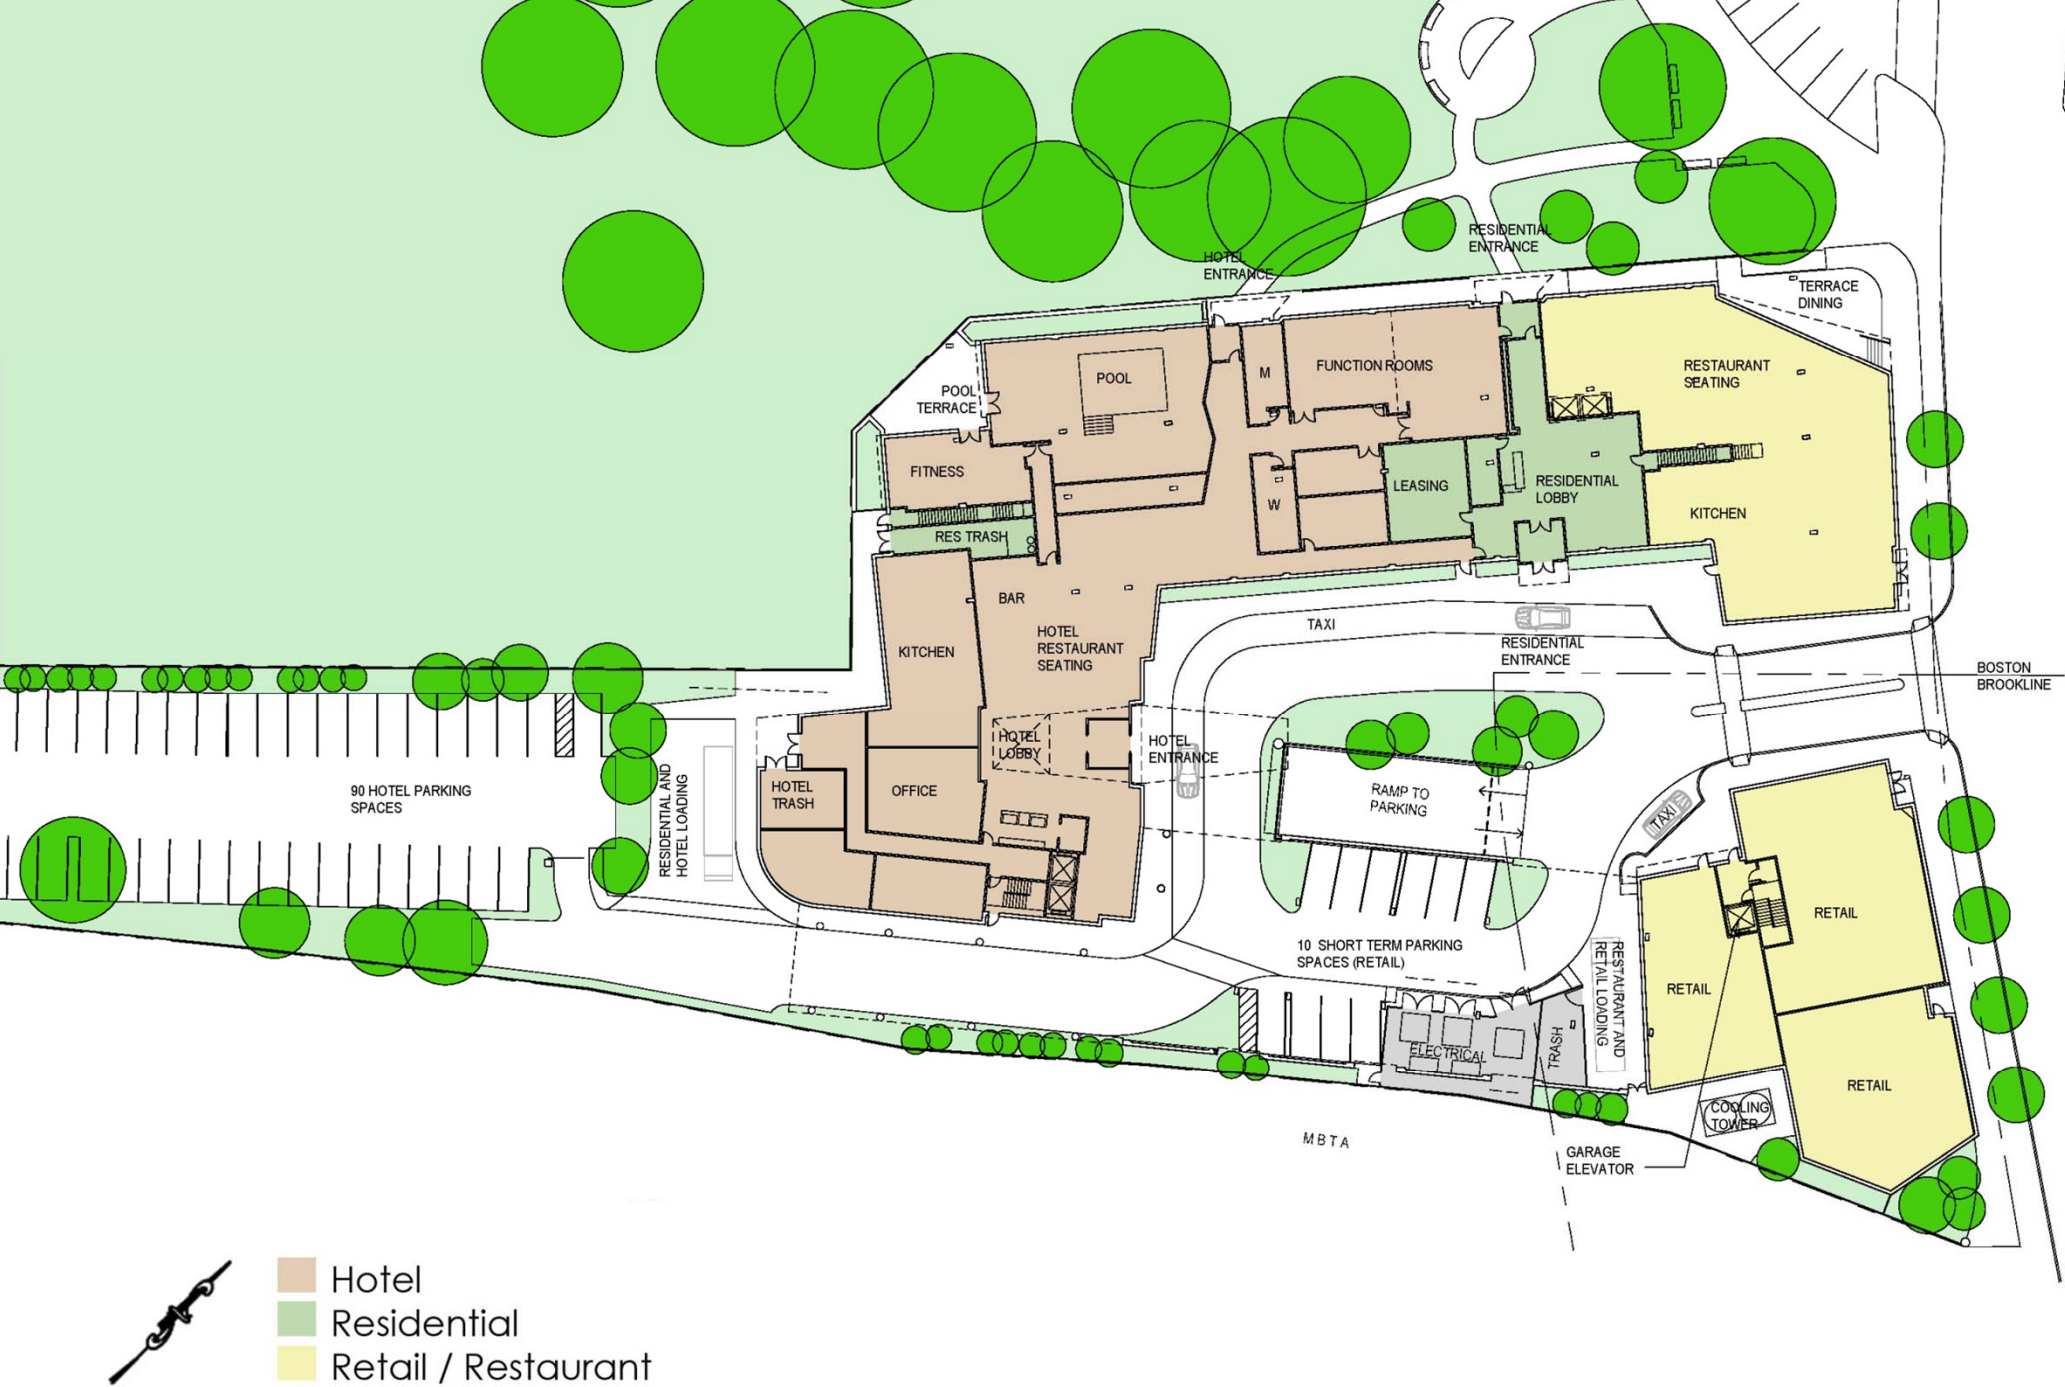 RESIDENTIAL
ENTRANCE
HOTEL
ENTRANCE
TERRACE
DINING
POOL
FUNCTION ROOMS
M
RESTAURANT
SEATING
POOL
TERRACE
FITNESS
LEASING
RESIDENTIAL
LOBBY
W
KITCHEN
RES TRASH
BAR
TAXI
HOTEL
RESTAURANT
SEATING
KITCHEN
RESIDENTIAL
ENTRANCE
BOSTON
BROOKLINE
HOTEL
LOBBY
HOTEL
ENTRANCE
90 HOTEL PARKING
SPACES
RESIDENTIAL AND
HOTEL LOADING
HOTEL
TRASH
OFFICE
RAMP TO
PARKING
TAXI
RETAIL
10 SHORT TERM PARKING
SPACES (RETAIL)
RESTAURANT AND
RETAIL LOADING
RETAIL
ELECTRICAL
TRASH
RETAIL
COOLING
TOWER
MBTA
GARAGE
ELEVATOR
Hotel
Residential
Retail / Restaurant